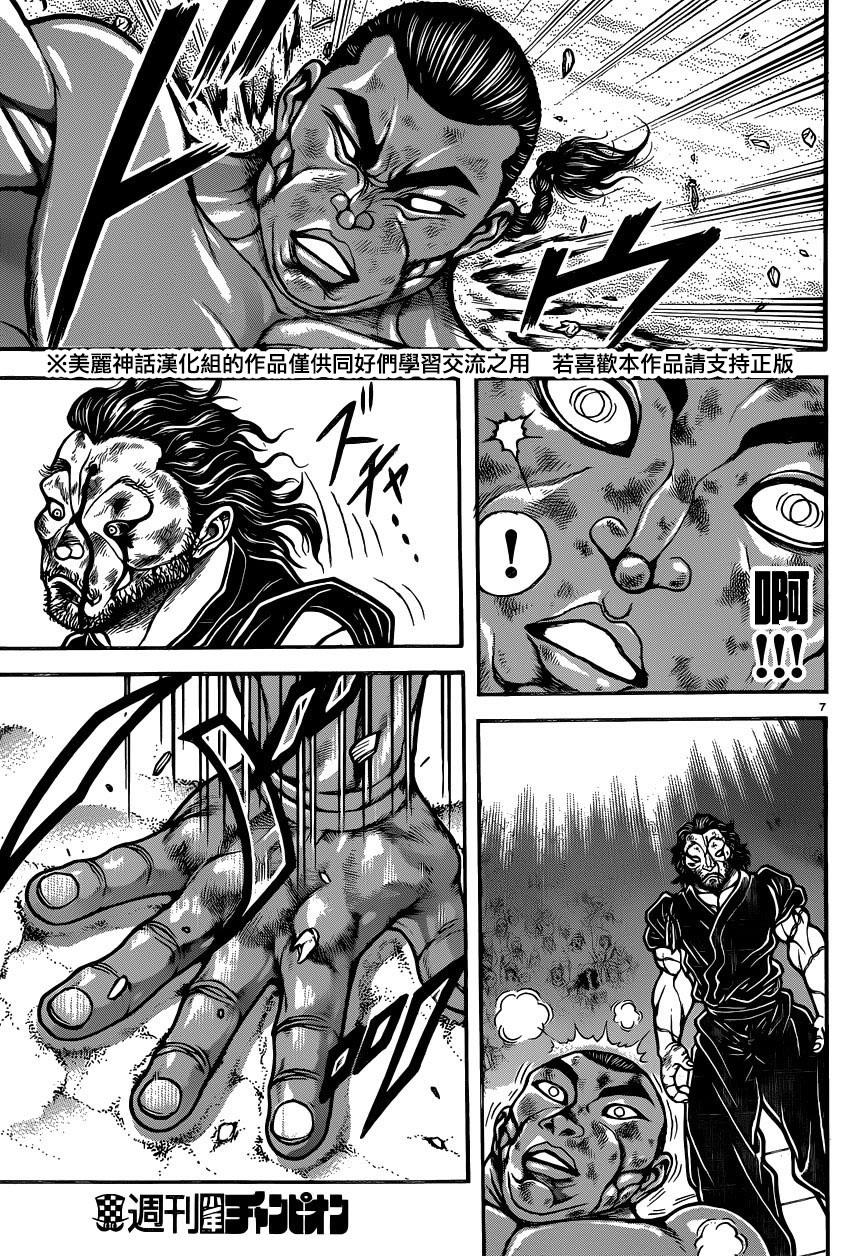 ドドウ
※美麗神話漢化組的作品僅供同好們學習交流之用 若喜歡本作品請支持正版
!
啊!!!
ズチャ…
7
週刊少年チャンピオン